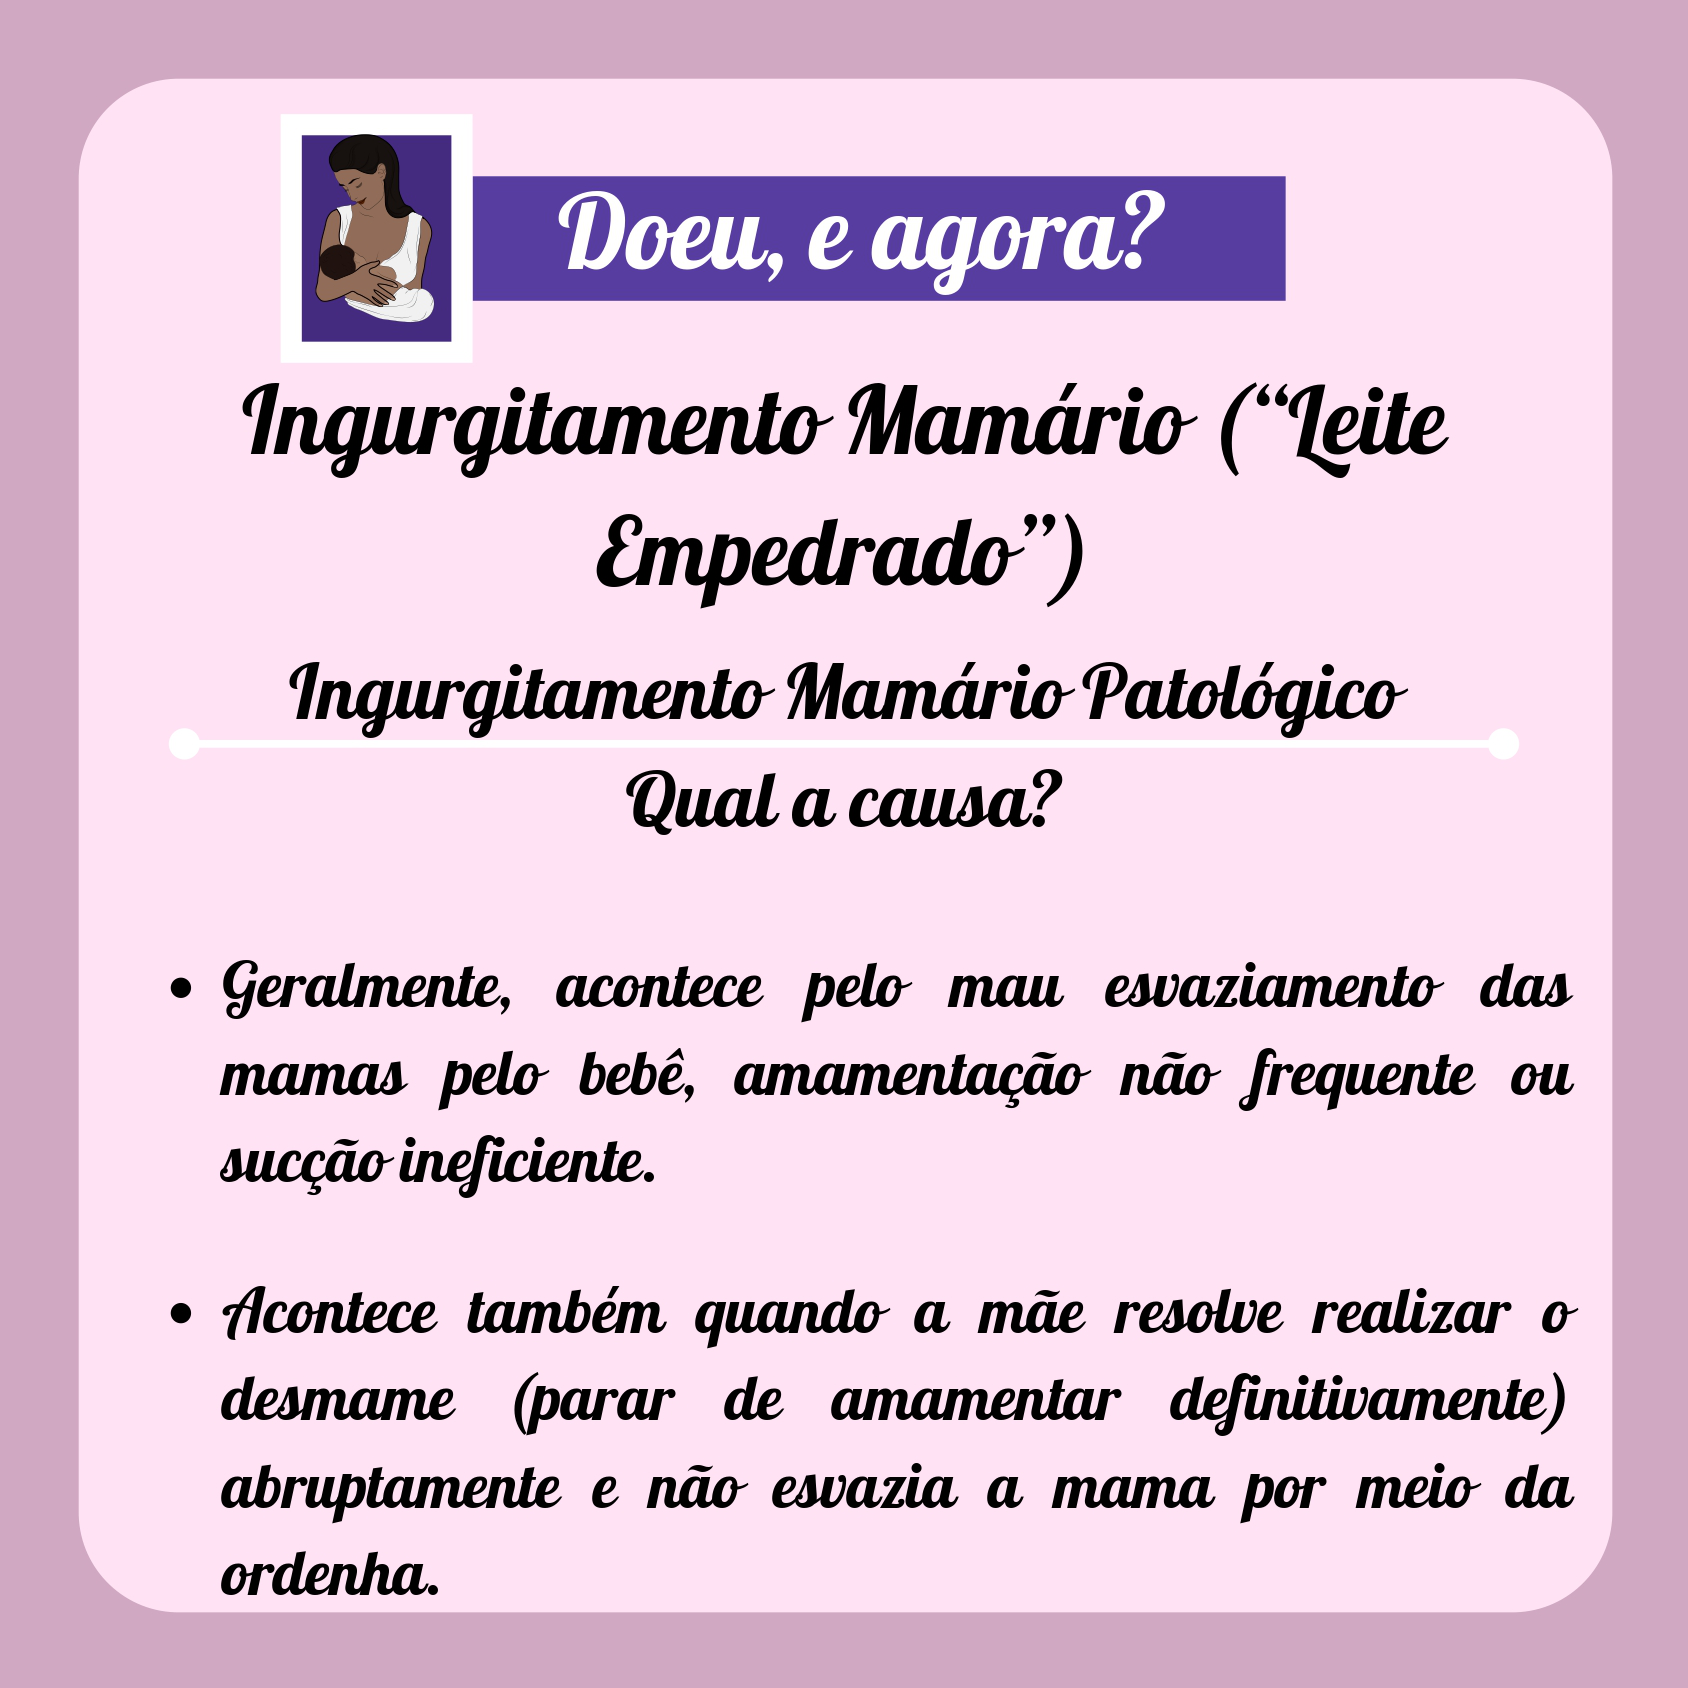 Doeu, e agora?
Ingurgitamento Mamário (“Leite
Empedrado”)
Ingurgitamento Mamário Patológico
Qual a causa?
• Geralmente, acontece pelo mau esvaziamento das
mamas pelo bebê, amamentação não frequente ou
sucção ineficiente.
• Acontece também quando a mãe resolve realizar o
desmame (parar de amamentar definitivamente)
abruptamente e não esvazia a mama por meio da
ordenha.